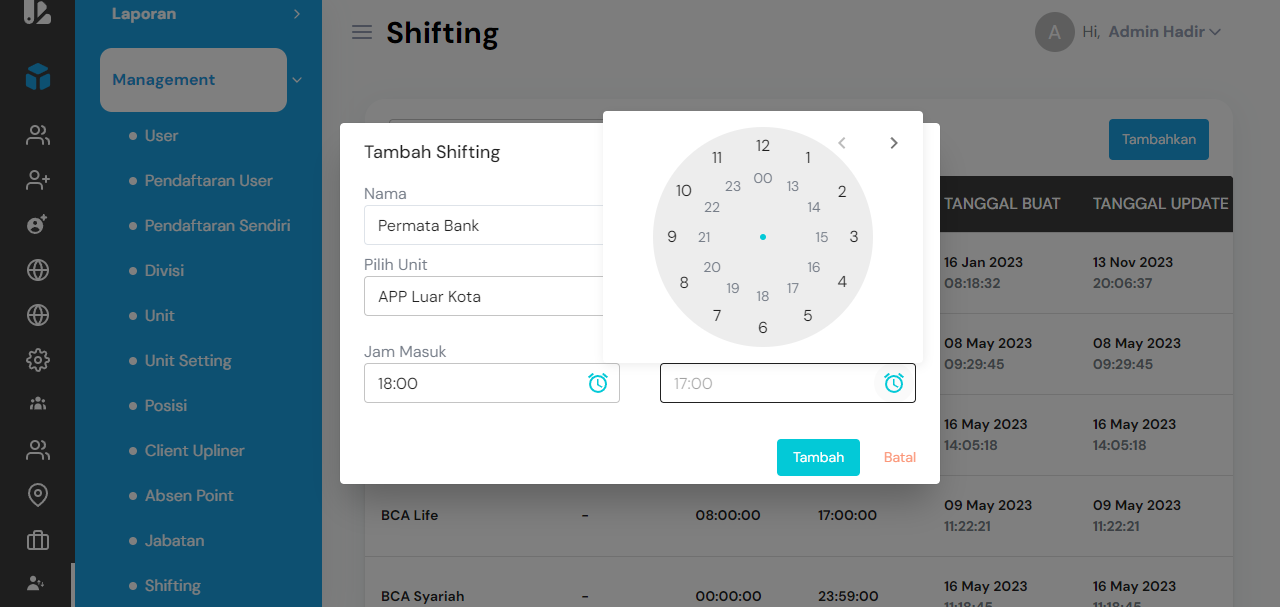 Laporan
Management
User
Pendaftaran User
Pendaftaran Sendiri
Divisi
Unit
Unit Setting
Posisi
Client Upliner
Absen Point
Jabatan
Shifting
Shifting
A Hi, Admin Hadir
Tambahkan
TANGGAL BUAT TANGGAL UPDATE
16 Jan 2023 13 Nov 2023
08:18:32 20:06:37
08 May 2023 08 May 2023
09:29:45 09:29:45
16 May 2023 16 May 2023
14:05:18 14:05:18
BCA Life - 08:00:00 17:00:00 09 May 2023 09 May 2023
11:22:21 11:22:21
BCA Syariah - 00:00:00 23:59:00 16 May 2023 16 May 2023
11:18:45 11:18:45
Tambah Shifting
Nama
Permata Bank
Pilih Unit
APP Luar Kota
Jam Masuk
18:00
17:00
12
11 1
00
23 13
10 2
22 14
9 21 15 3
20 16
8 4
19 17
18
7 5
6
Tambah Batal